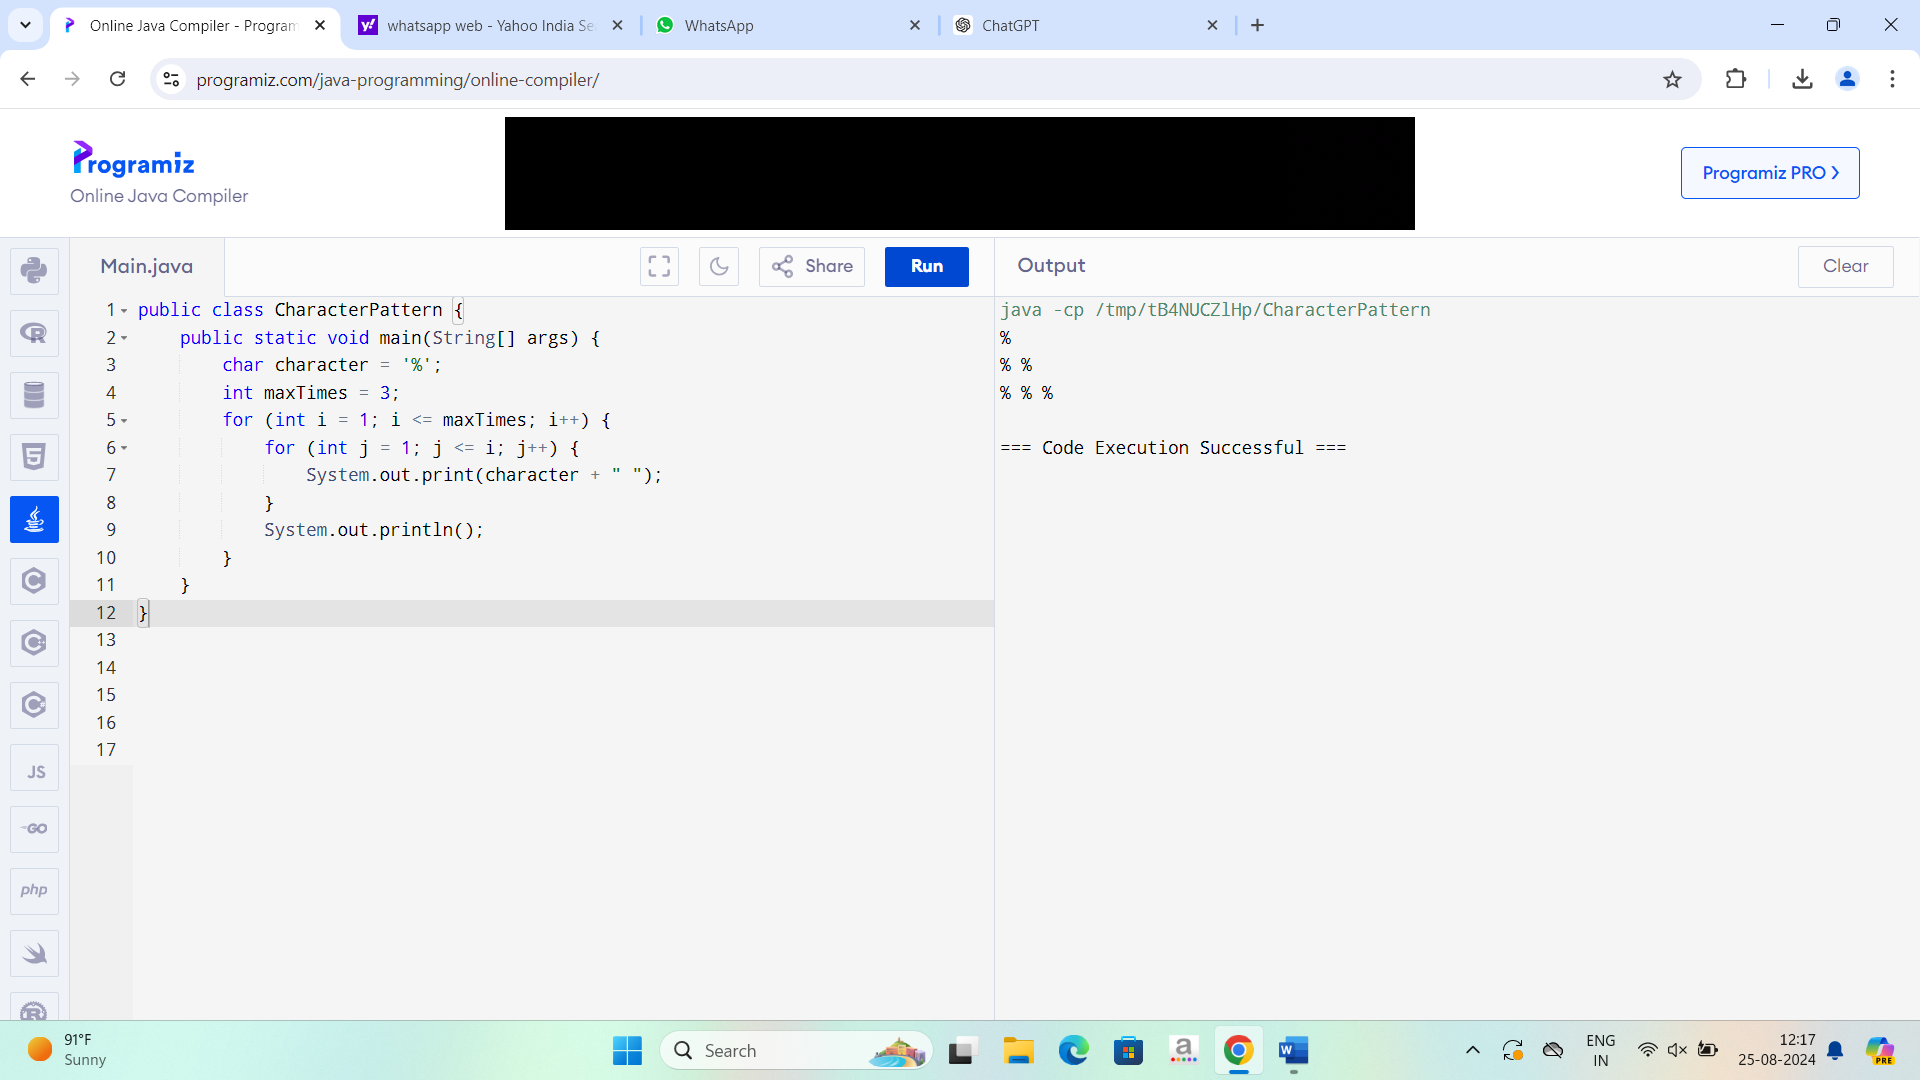 Online Java Compiler - Program
whatsapp web - Yahoo India Se
WhatsApp
ChatGPT
programiz.com/java-programming/online-compiler/
Programiz
Online Java Compiler
Programiz PRO >
Main.java
Share
Run
Output
Clear
1 public class CharacterPattern {
2     public static void main(String[] args) {
3         char character = '%';
4         int maxTimes = 3;
5         for (int i = 1; i <= maxTimes; i++) {
6             for (int j = 1; j <= i; j++) {
7                 System.out.print(character + " ");
8             }
9             System.out.println();
10         }
11     }
12 }
13
14
15
16
17
java -cp /tmp/tB4NUCZlHp/CharacterPattern
%
% %
% % %
=== Code Execution Successful ===
JS
GO
php
91°F
Sunny
Search
ENG
IN
12:17
25-08-2024
PRE